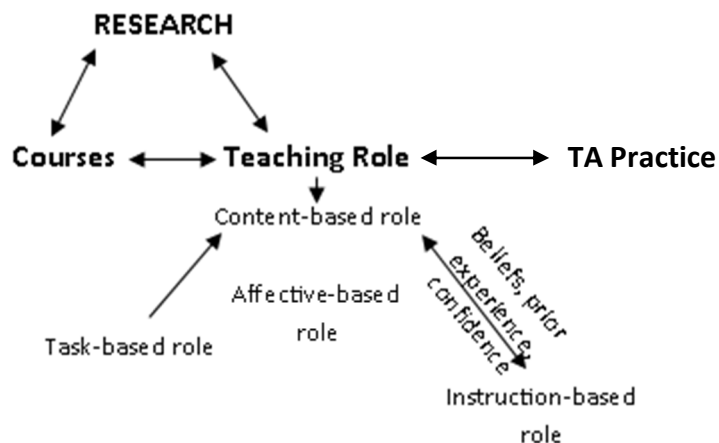 RESEARCH
Courses
Teaching Role
TA Practice
Content-based role
Beliefs, prior
experience,
confidence
Affective-based
role
Task-based role
Instruction-based
role